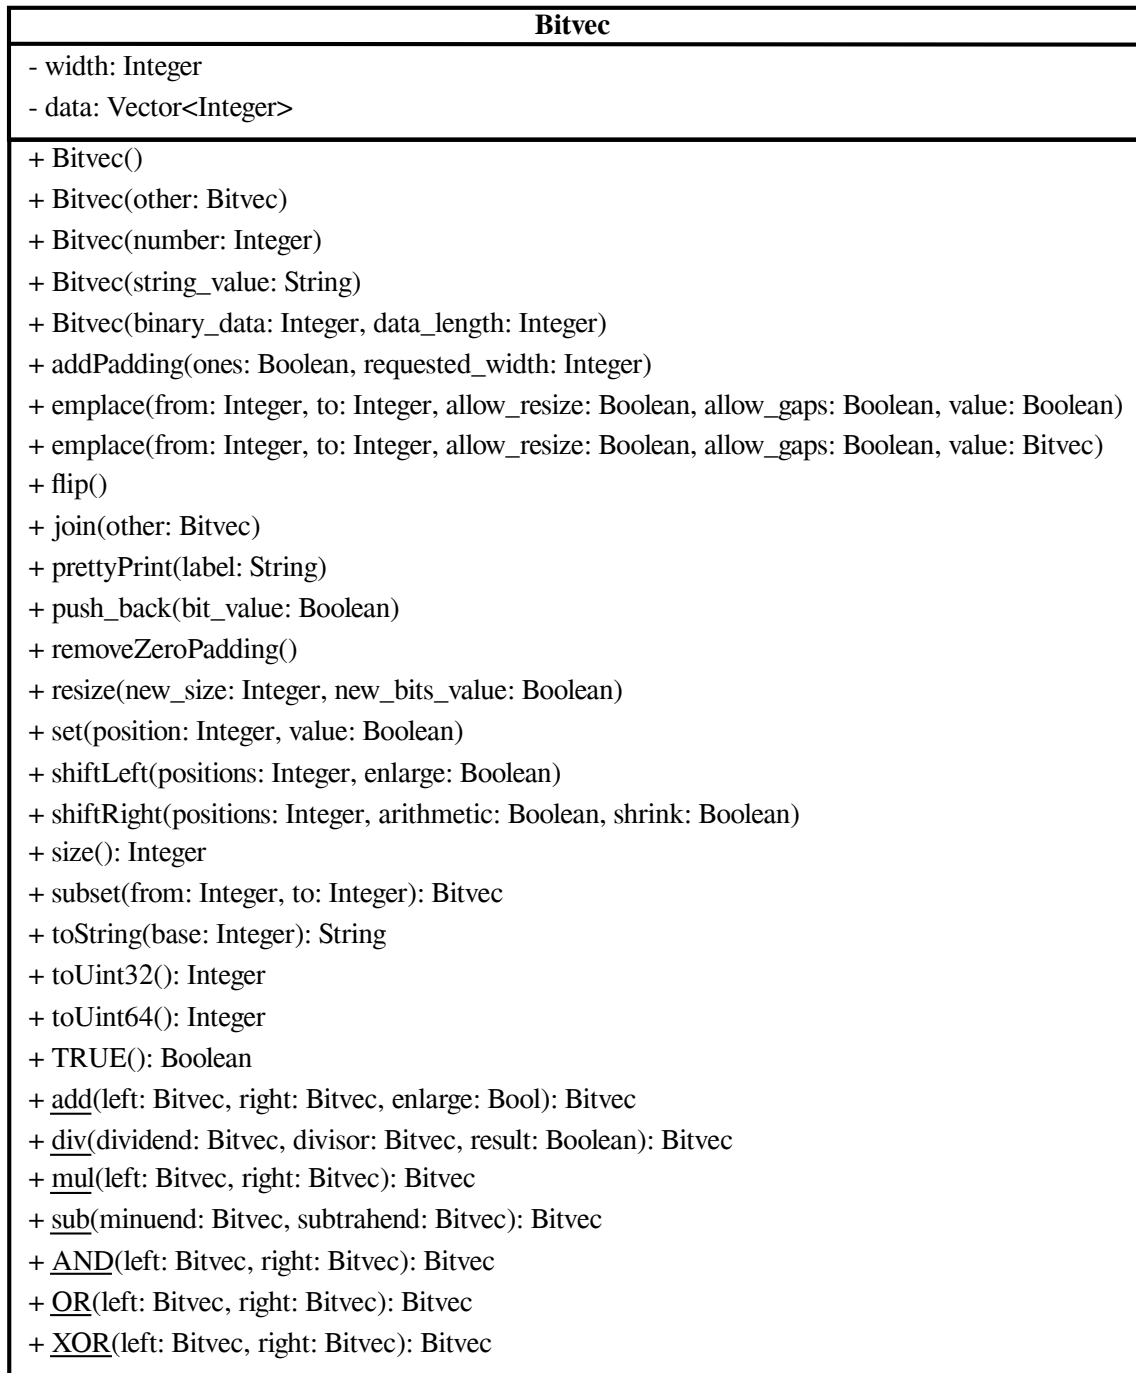 Bitvec
- width: Integer
- data: Vector<Integer>
+ Bitvec()
+ Bitvec(other: Bitvec)
+ Bitvec(number: Integer)
+ Bitvec(string_value: String)
+ Bitvec(binary_data: Integer, data_length: Integer)
+ addPadding(ones: Boolean, requested_width: Integer)
+ emplace(from: Integer, to: Integer, allow_resize: Boolean, allow_gaps: Boolean, value: Boolean)
+ emplace(from: Integer, to: Integer, allow_resize: Boolean, allow_gaps: Boolean, value: Bitvec)
+ flip()
+ join(other: Bitvec)
+ prettyPrint(label: String)
+ push_back(bit_value: Boolean)
+ removeZeroPadding()
+ resize(new_size: Integer, new_bits_value: Boolean)
+ set(position: Integer, value: Boolean)
+ shiftLeft(positions: Integer, enlarge: Boolean)
+ shiftRight(positions: Integer, arithmetic: Boolean, shrink: Boolean)
+ size(): Integer
+ subset(from: Integer, to: Integer): Bitvec
+ toString(base: Integer): String
+ toUint32(): Integer
+ toUint64(): Integer
+ TRUE(): Boolean
+ add(left: Bitvec, right: Bitvec, enlarge: Bool): Bitvec
+ div(dividend: Bitvec, divisor: Bitvec, result: Boolean): Bitvec
+ mul(left: Bitvec, right: Bitvec): Bitvec
+ sub(minuend: Bitvec, subtrahend: Bitvec): Bitvec
+ AND(left: Bitvec, right: Bitvec): Bitvec
+ OR(left: Bitvec, right: Bitvec): Bitvec
+ XOR(left: Bitvec, right: Bitvec): Bitvec